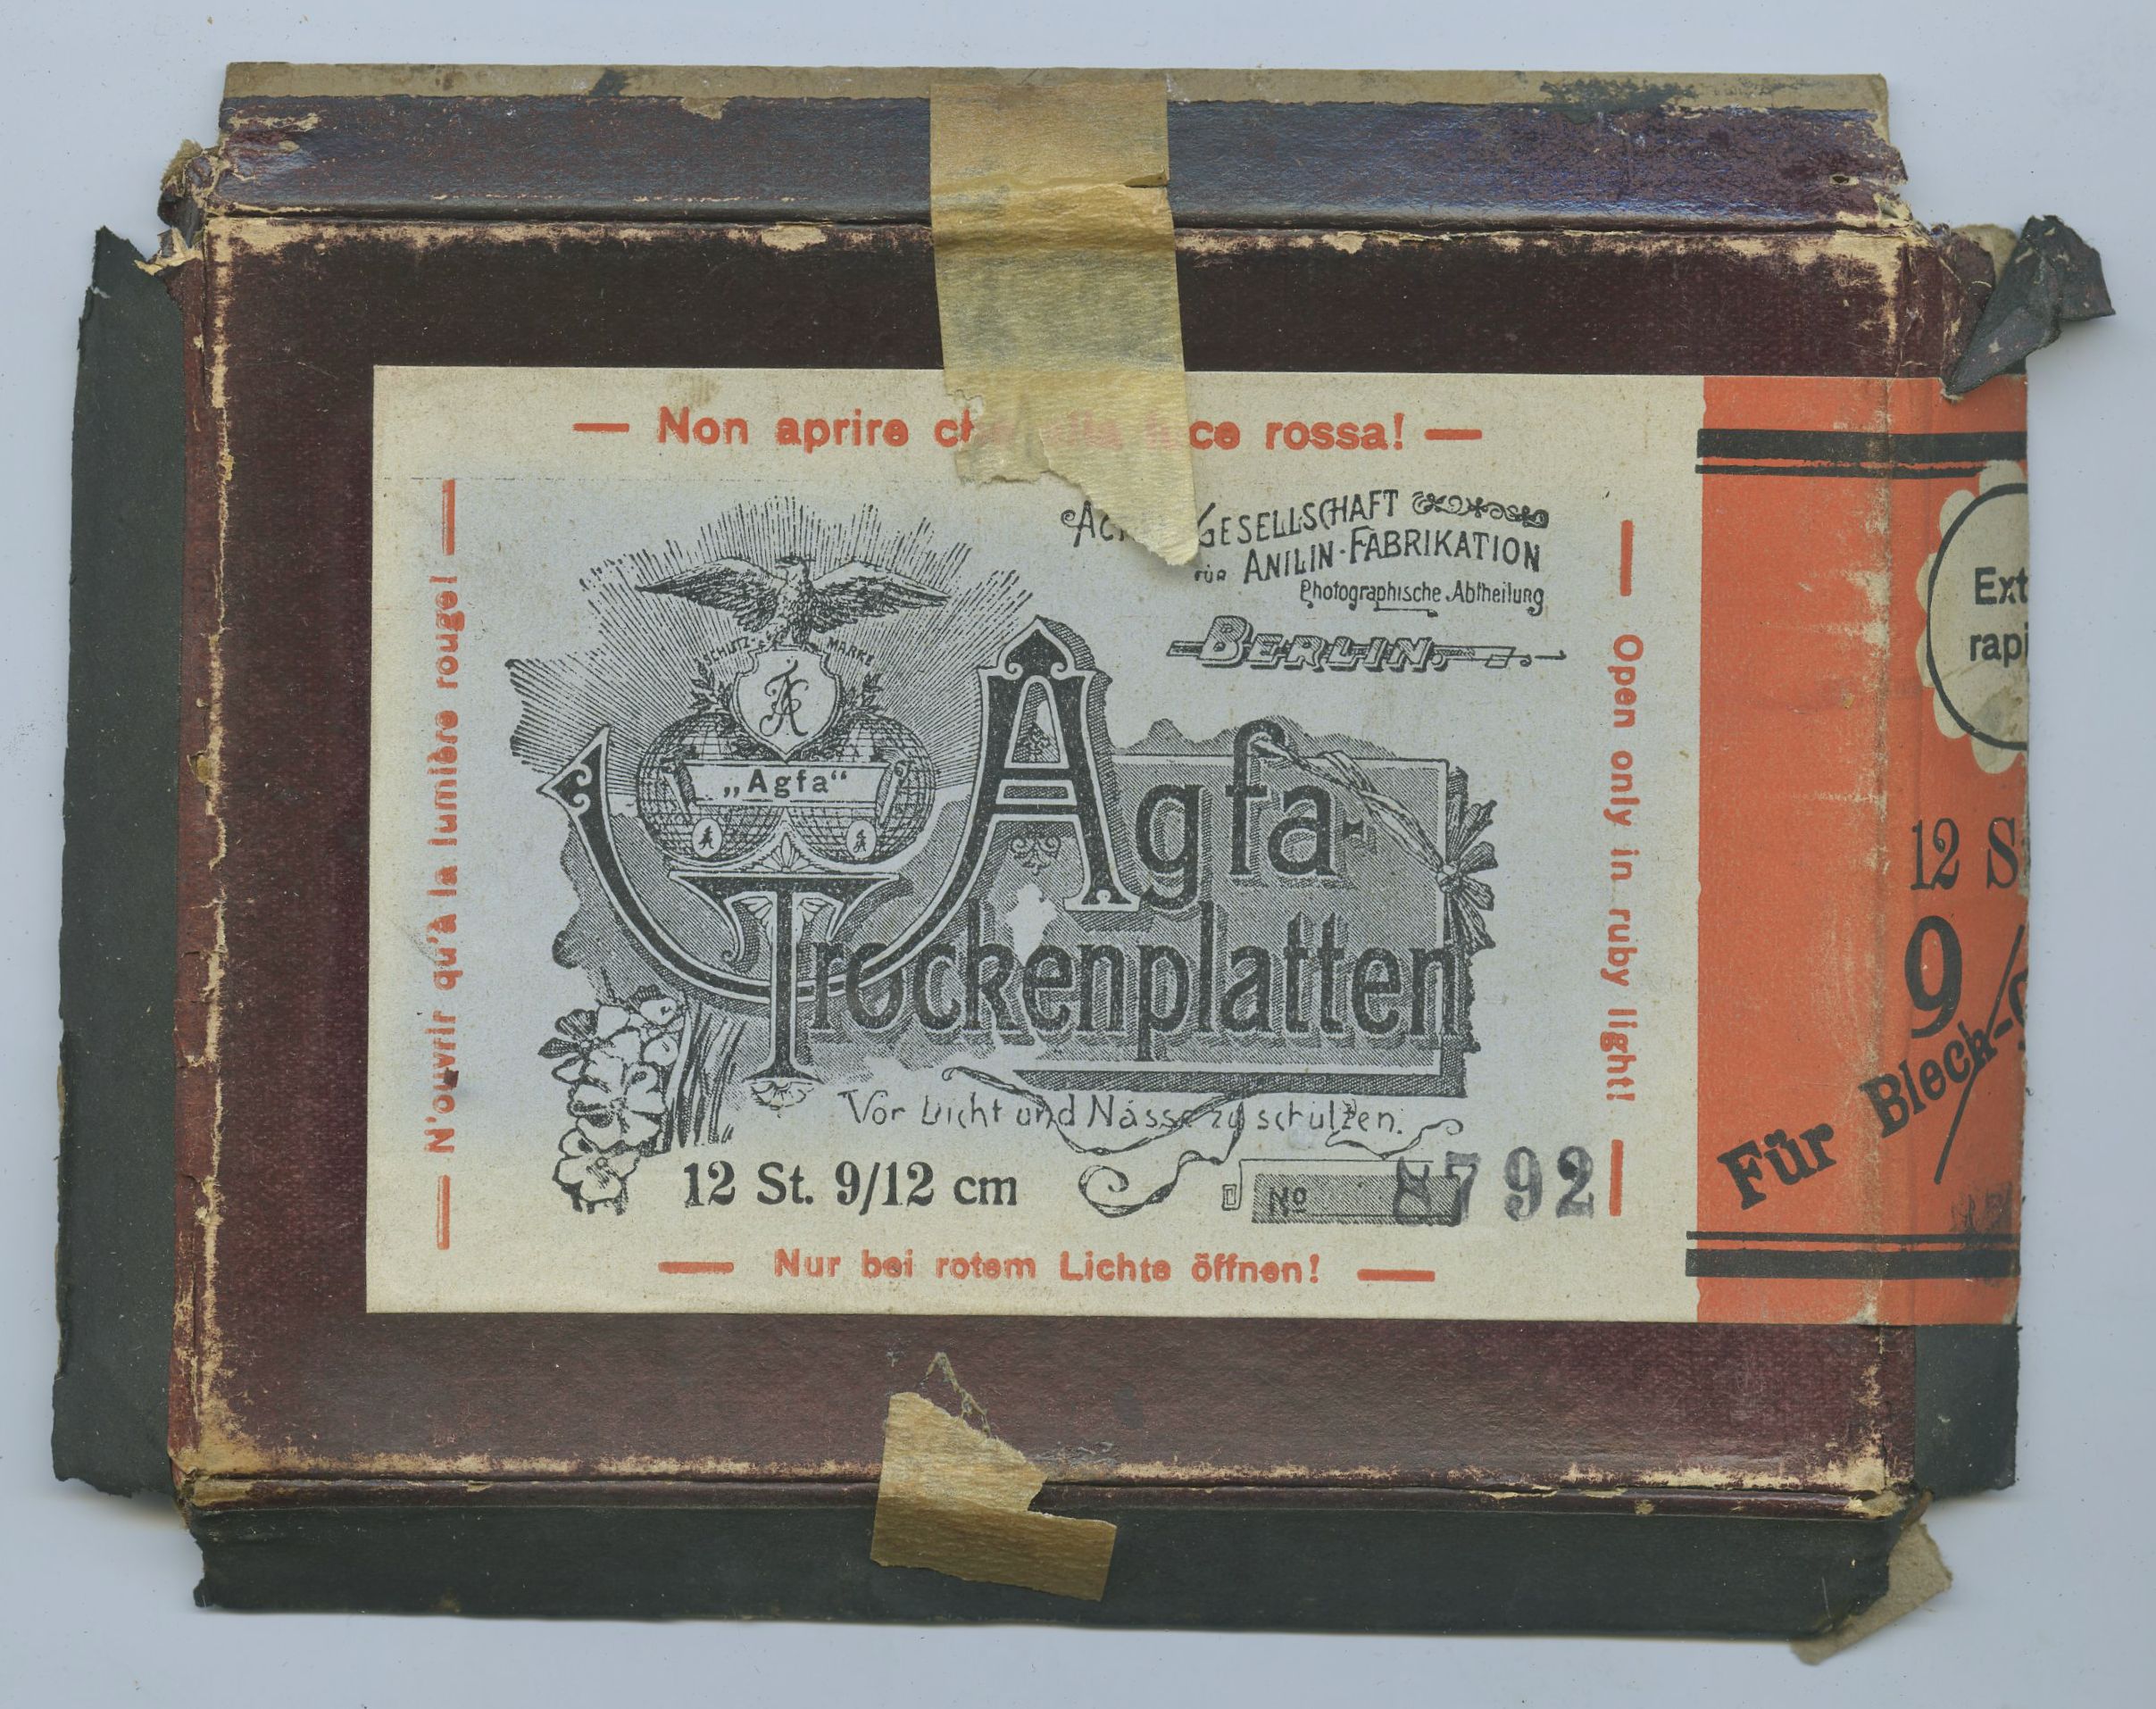 Non aprire ce rossa!
N'ouvrir qu'à la lumière rouge!
GESELLSCHAFT
FÜR ANILIN-FABRIKATION
Photographische Abtheilung
BERLIN.
SCHUTZ MARKE
„Agfa“
Agfa-
Trockenplatten
Vor Licht und Nässe zu schützen.
12 St. 9/12 cm
No 8792
Nur bei rotem Lichte öffnen!
Open only in ruby light!
Ext
rapi
12 S
9/
Für Blech-